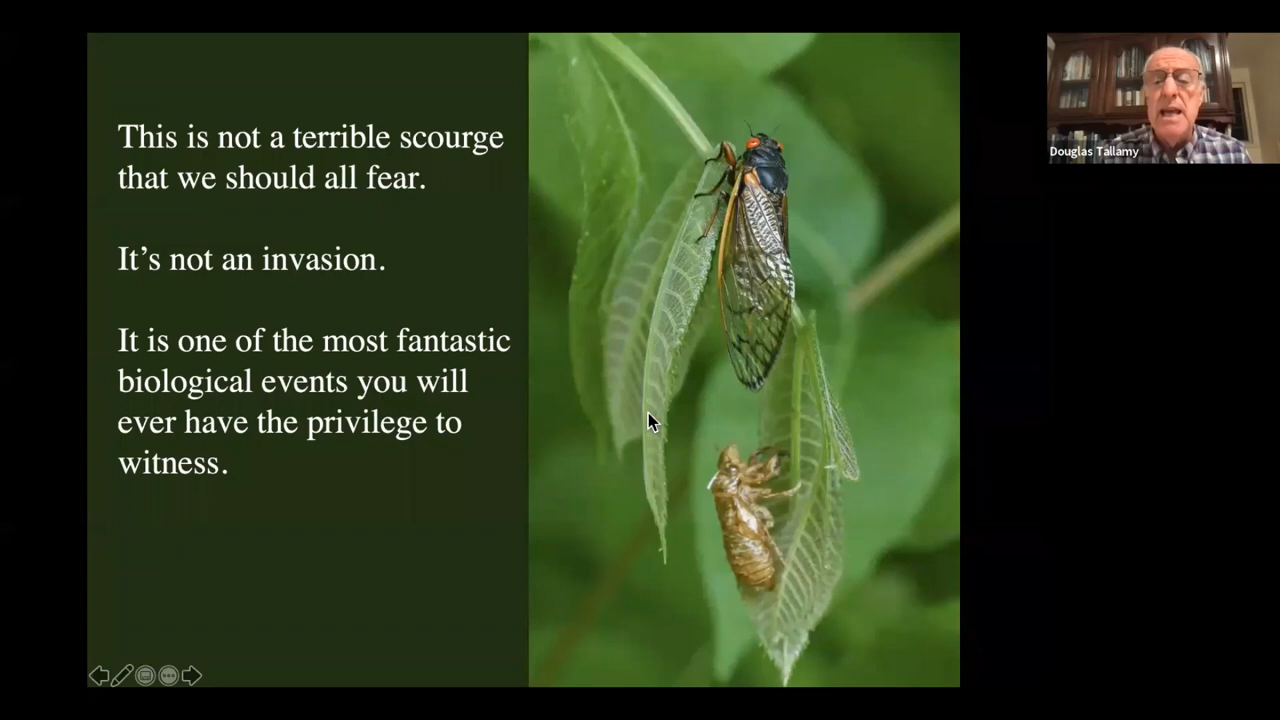 This is not a terrible scourge
that we should all fear.
It’s not an invasion.
It is one of the most fantastic
biological events you will
ever have the privilege to
witness.
Douglas Tallamy